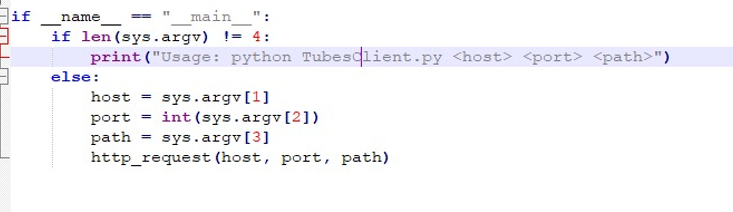 if __name__ == "__main__":
    if len(sys.argv) != 4:
        print("Usage: python TubesClient.py <host> <port> <path>")
    else:
        host = sys.argv[1]
        port = int(sys.argv[2])
        path = sys.argv[3]
        http_request(host, port, path)